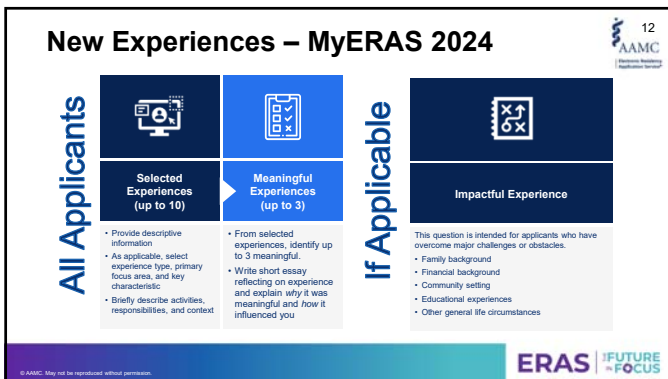 New Experiences – MyERAS 2024
12
AAMC
Electronic Residency
Application Service®
All Applicants
Selected
Experiences
(up to 10)
• Provide descriptive
information
• As applicable, select
experience type, primary
focus area, and key
characteristic
• Briefly describe activities,
responsibilities, and context
Meaningful
Experiences
(up to 3)
• From selected
experiences, identify up
to 3 meaningful.
• Write short essay
reflecting on experience
and explain why it was
meaningful and how it
influenced you
If Applicable
Impactful Experience
This question is intended for applicants who have
overcome major challenges or obstacles.
• Family background
• Financial background
• Community setting
• Educational experiences
• Other general life circumstances
© AAMC. May not be reproduced without permission.
ERAS
THE FUTURE
IN FOCUS